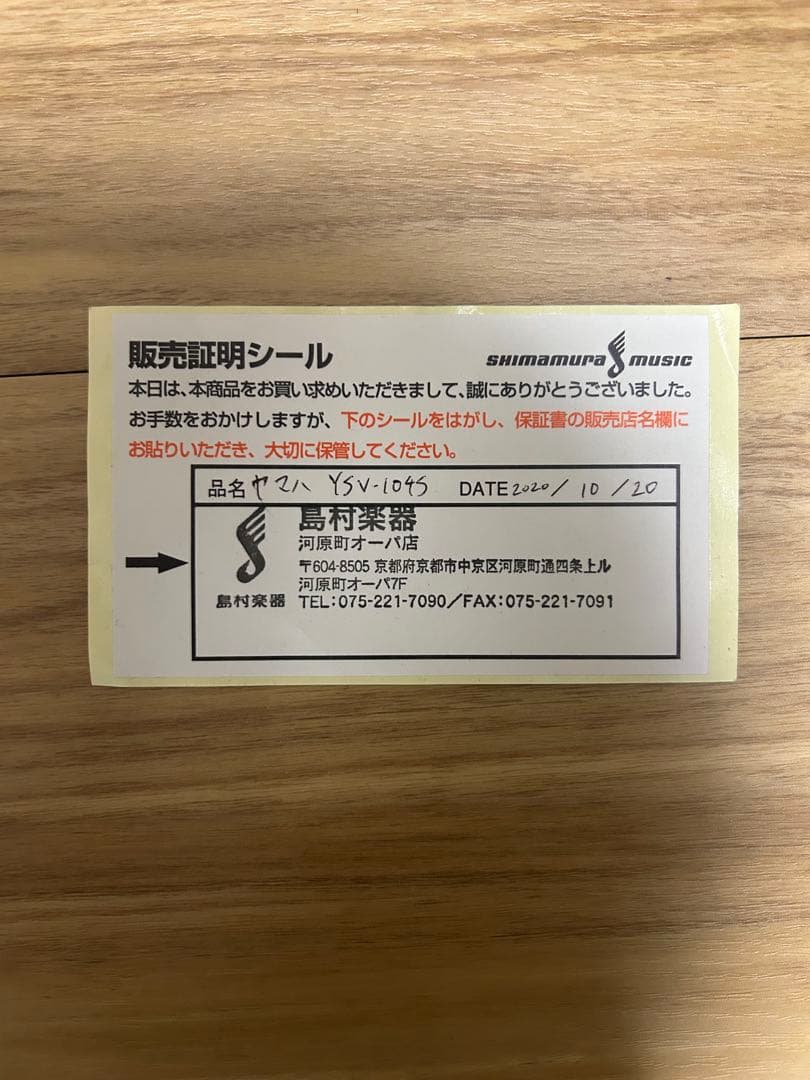 販売証明シール
SHIMAMURA MUSIC
本日は、本商品をお買い求めいただきまして、誠にありがとうございました。
お手数をおかけしますが、下のシールをはがし、保証書の販売店名欄に
お貼りいただき、大切に保管してください。
品名 ヤマハ YSV-104S DATE 2020/10/20
島村楽器
河原町オーパ店
〒604-8505 京都府京都市中京区河原町通四条上ル
河原町オーパ7F
島村楽器 TEL:075-221-7090/FAX:075-221-7091